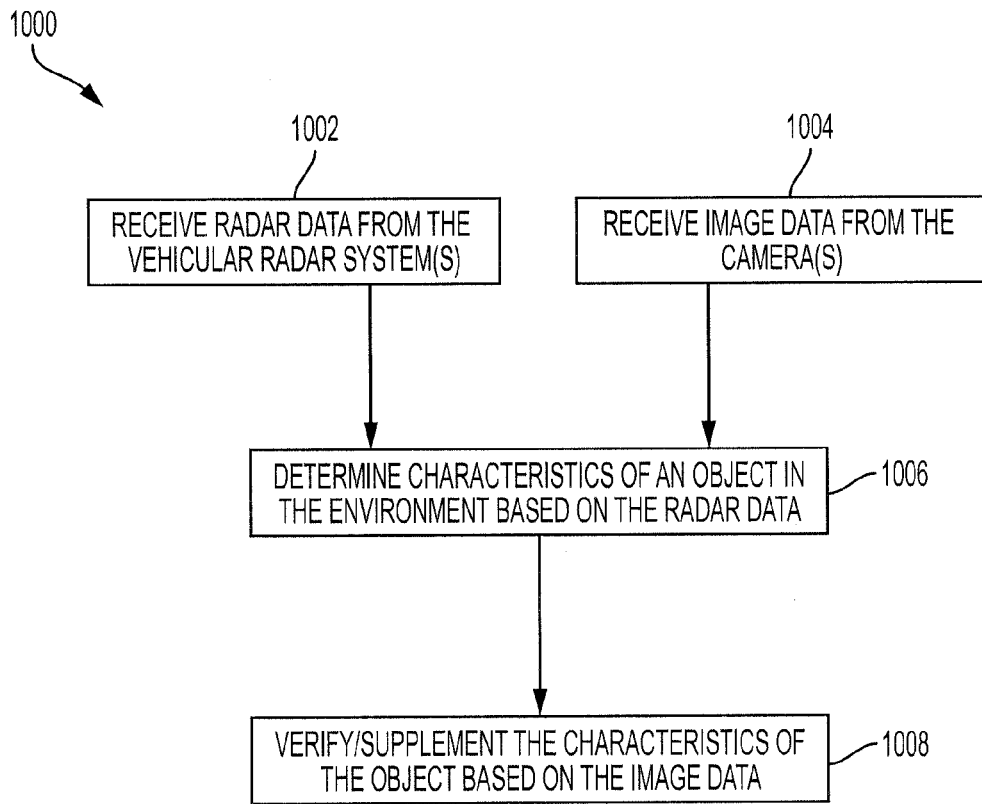 1000
1002
1004
RECEIVE RADAR DATA FROM THE
VEHICULAR RADAR SYSTEM(S)
RECEIVE IMAGE DATA FROM THE
CAMERA(S)
DETERMINE CHARACTERISTICS OF AN OBJECT IN
THE ENVIRONMENT BASED ON THE RADAR DATA
1006
VERIFY/SUPPLEMENT THE CHARACTERISTICS OF
THE OBJECT BASED ON THE IMAGE DATA
1008